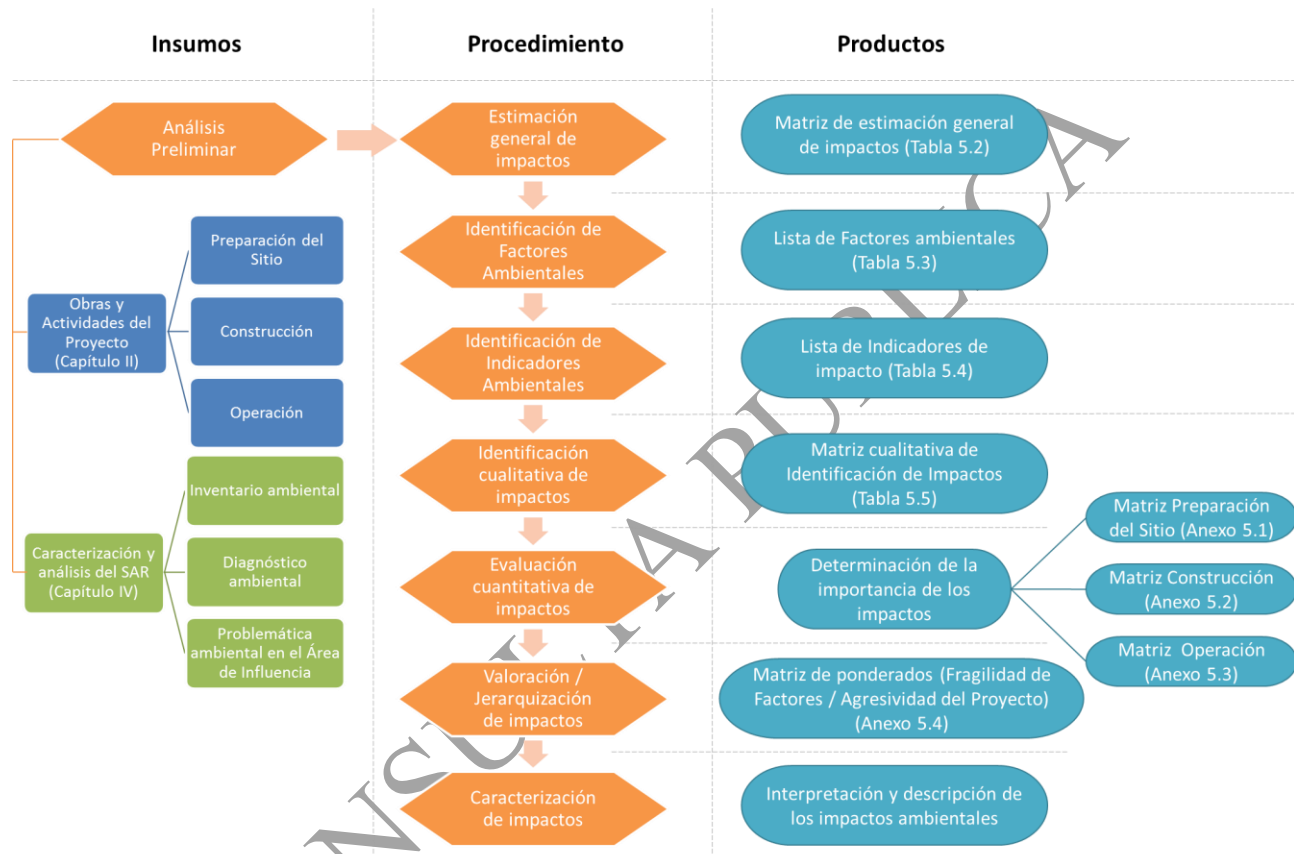 Insumos
Procedimiento
Productos
Análisis
Preliminar
Estimación
general de
impactos
Matriz de estimación general
de impactos (Tabla 5.2)
Preparación del
Sitio
Identificación de
Factores
Ambientales
Lista de Factores ambientales
(Tabla 5.3)
Obras y
Actividades del
Proyecto
(Capítulo II)
Construcción
Identificación de
Indicadores
Ambientales
Lista de Indicadores de
impacto (Tabla 5.4)
Operación
Identificación
cualitativa de
impactos
Matriz cualitativa de
Identificación de Impactos
(Tabla 5.5)
Inventario ambiental
Caracterización y
análisis del SAR
(Capítulo IV)
Diagnóstico
ambiental
Evaluación
cuantitativa de
impactos
Determinación de la
importancia de los
impactos
Matriz Preparación
del Sitio (Anexo 5.1)
Matriz Construcción
(Anexo 5.2)
Matriz Operación
(Anexo 5.3)
Problemática
ambiental en el Área
de Influencia
Valoración /
Jerarquización
de impactos
Matriz de ponderados (Fragilidad de
Factores / Agresividad del Proyecto)
(Anexo 5.4)
Caracterización
de impactos
Interpretación y descripción de
los impactos ambientales